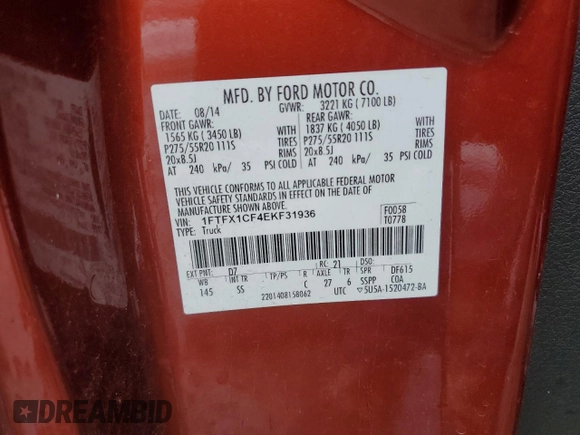 MFD. BY FORD MOTOR CO.
DATE: 08/14 GVWR: 3221 KG ( 7100 LB)
FRONT GAWR: REAR GAWR:
1565 KG ( 3450 LB) 1837 KG ( 4050 LB)
P275/55R20 111S TIRES P275/55R20 111S TIRES
20x8.5J RIMS 20x8.5J RIMS
AT 240 kPa/ 35 PSI COLD AT 240 kPa/ 35 PSI COLD
THIS VEHICLE CONFORMS TO ALL APPLICABLE FEDERAL MOTOR
VEHICLE SAFETY STANDARDS IN EFFECT ON THE DATE OF
MANUFACTURE SHOWN ABOVE.
VIN: 1FTFX1CF4EKF31936 F0058
TYPE: Truck T0778
EXT PNT: D7 RC: 21 DSO:
WB INT TR TP/PS R AXLE TR SPR DF615
145 SS C 27 6 SSPP COA
2201408158062 UTC ▽5U5A-1520472-BA
DREAMBID